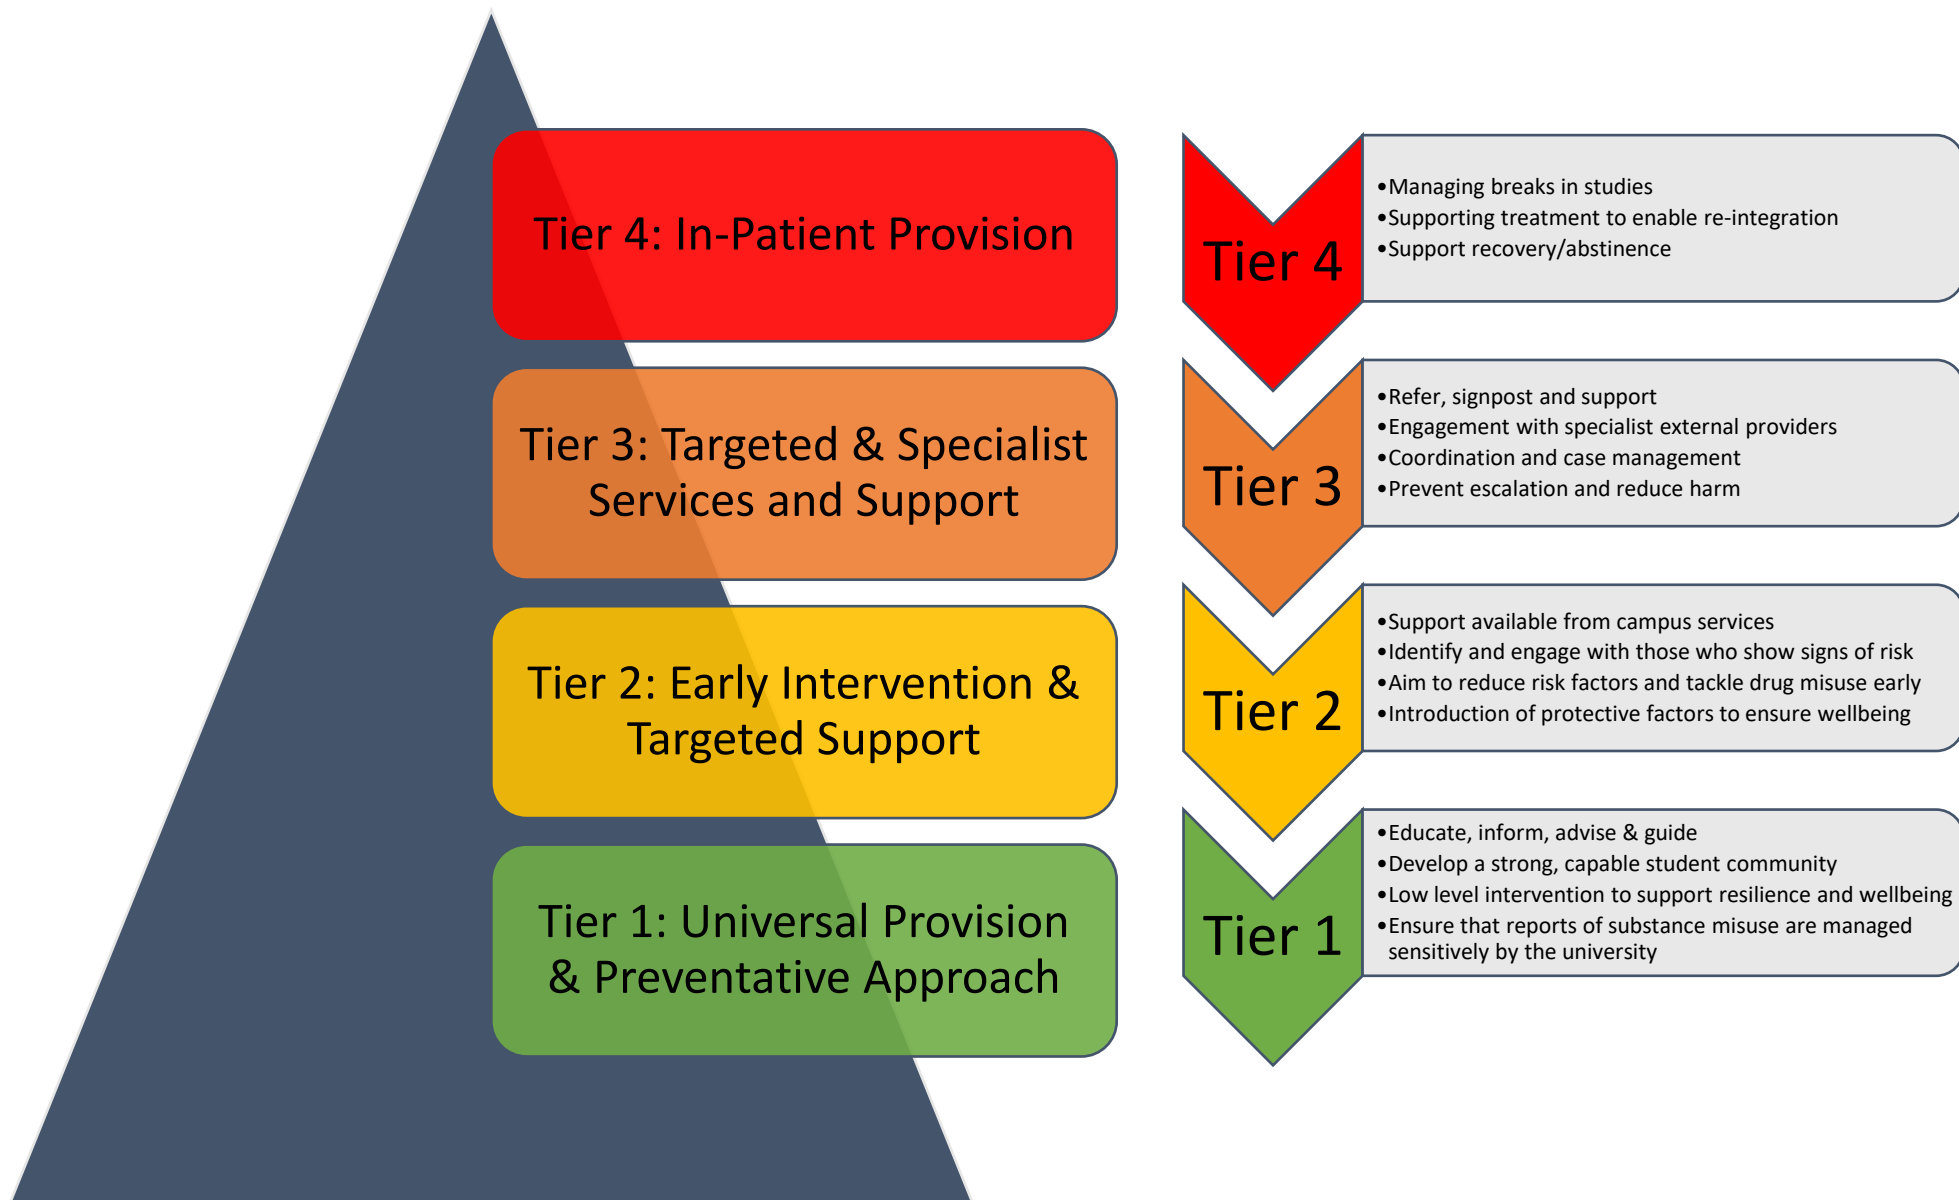 Tier 4: In-Patient Provision
Tier 3: Targeted & Specialist
Services and Support
Tier 2: Early Intervention &
Targeted Support
Tier 1: Universal Provision
& Preventative Approach
Tier 4
•Managing breaks in studies
•Supporting treatment to enable re-integration
•Support recovery/abstinence
Tier 3
•Refer, signpost and support
•Engagement with specialist external providers
•Coordination and case management
•Prevent escalation and reduce harm
Tier 2
•Support available from campus services
•Identify and engage with those who show signs of risk
•Aim to reduce risk factors and tackle drug misuse early
•Introduction of protective factors to ensure wellbeing
Tier 1
•Educate, inform, advise & guide
•Develop a strong, capable student community
•Low level intervention to support resilience and wellbeing
•Ensure that reports of substance misuse are managed
sensitively by the university